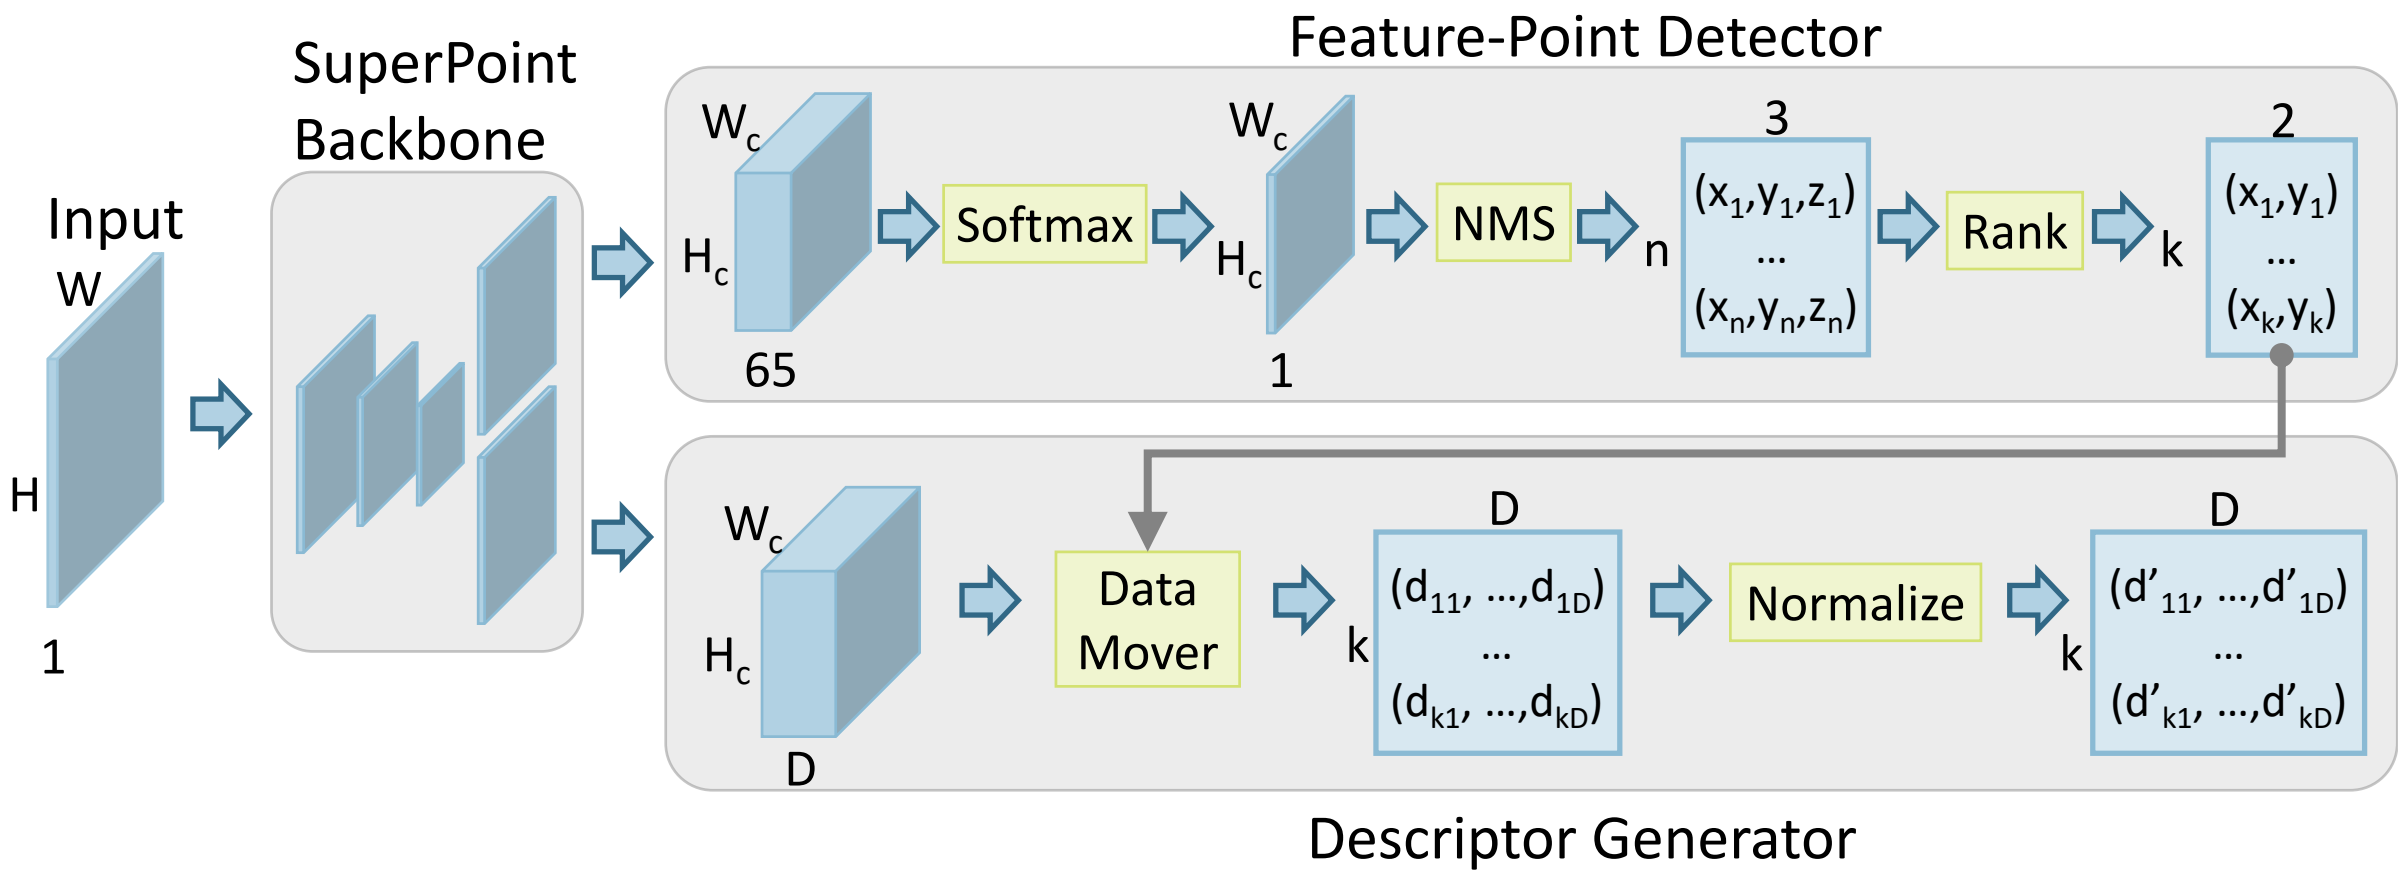 Input
W
H
1
SuperPoint
Backbone
Feature-Point Detector
Wc
Hc
65
Softmax
Wc
Hc
1
NMS
3
n
(x1,y1,z1)
...
(xn,yn,zn)
Rank
2
k
(x1,y1)
...
(xk,yk)
Wc
Hc
D
Data
Mover
D
k
(d11, ...,d1D)
...
(dk1, ...,dkD)
Normalize
D
k
(d’11, ...,d’1D)
...
(d’k1, ...,d’kD)
Descriptor Generator